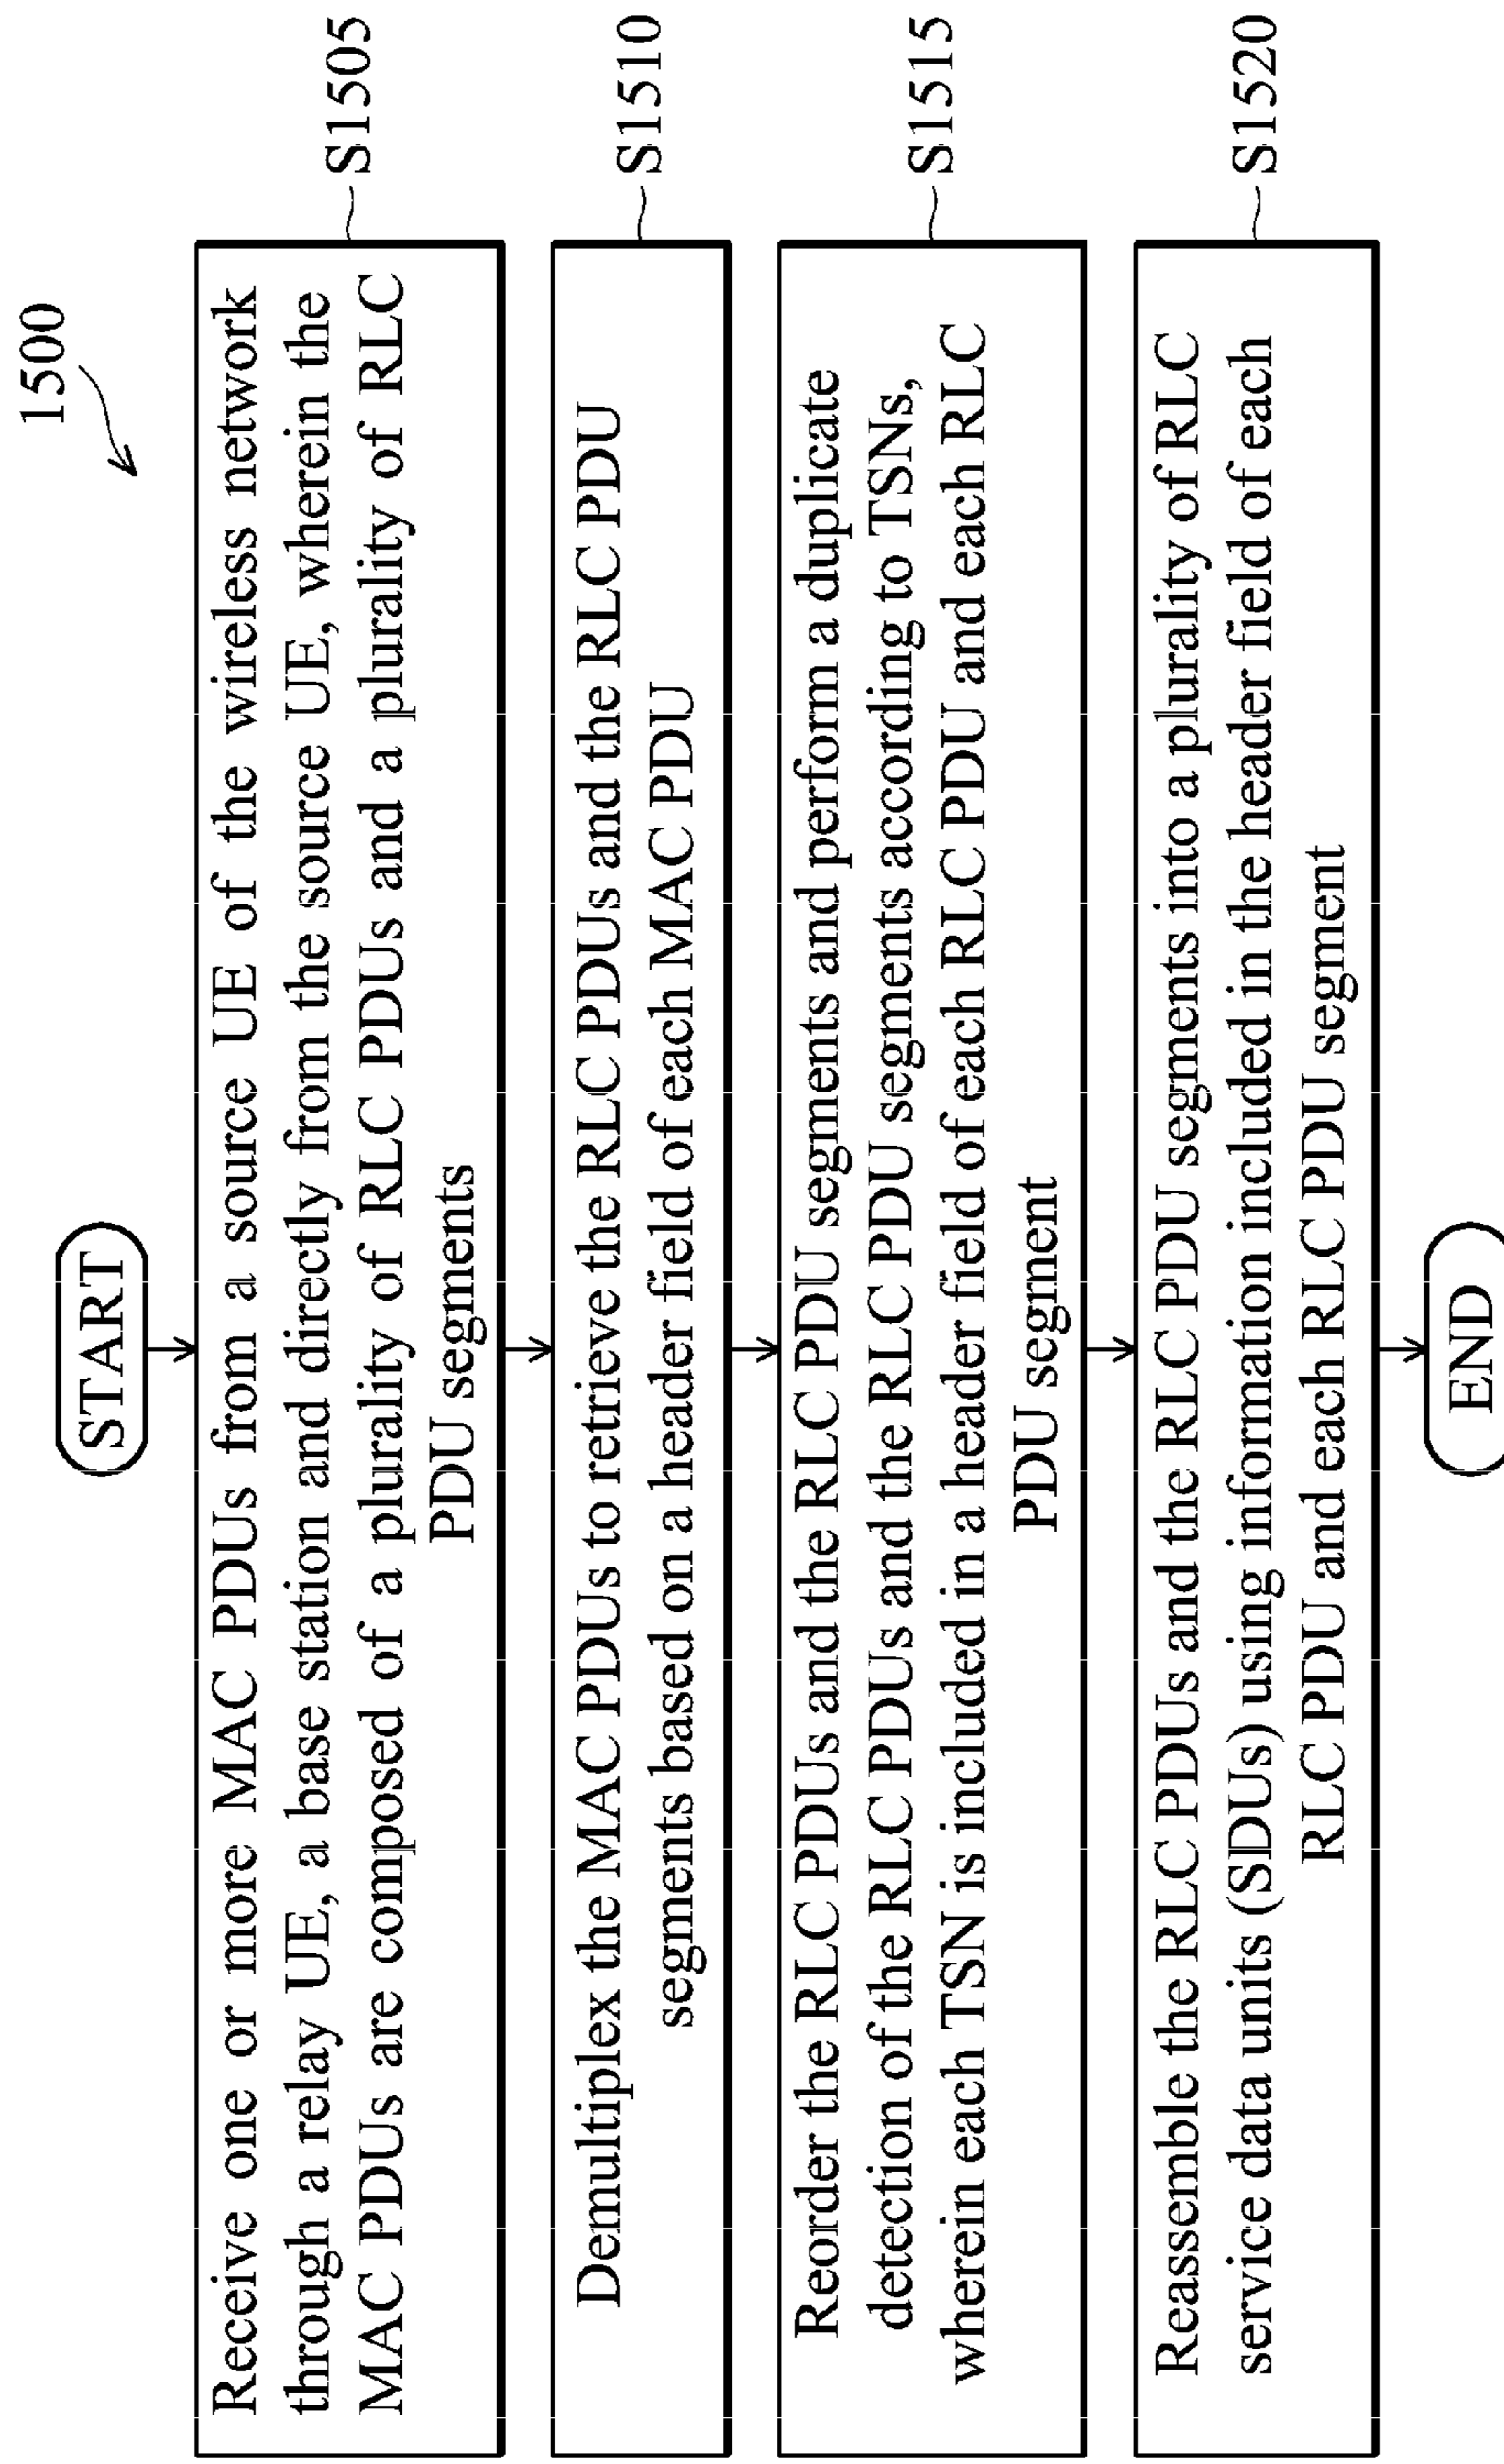 1500
START
Receive one or more MAC PDUs from a source UE of the wireless network
through a relay UE, a base station and directly from the source UE, wherein the
MAC PDUs are composed of a plurality of RLC PDUs and a plurality of RLC
PDU segments
S1505
Demultiplex the MAC PDUs to retrieve the RLC PDUs and the RLC PDU
segments based on a header field of each MAC PDU
S1510
Reorder the RLC PDUs and the RLC PDU segments and perform a duplicate
detection of the RLC PDUs and the RLC PDU segments according to TSNs,
wherein each TSN is included in a header field of each RLC PDU and each RLC
PDU segment
S1515
Reassemble the RLC PDUs and the RLC PDU segments into a plurality of RLC
service data units (SDUs) using information included in the header field of each
RLC PDU and each RLC PDU segment
S1520
END